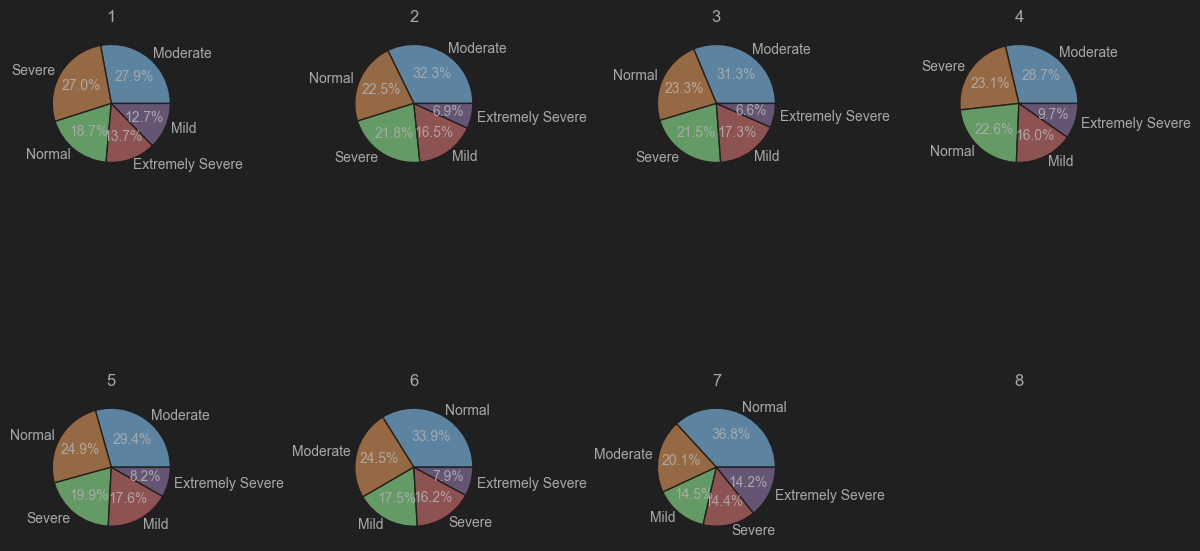 1
Moderate
27.9%
Severe
27.0%
Normal
18.7%
Extremely Severe
13.7%
Mild
12.7%
2
Moderate
32.3%
Normal
22.5%
Severe
21.8%
Mild
16.5%
Extremely Severe
6.9%
3
Moderate
31.3%
Normal
23.3%
Severe
21.5%
Mild
17.3%
Extremely Severe
6.6%
4
Moderate
28.7%
Severe
23.1%
Normal
22.6%
Mild
16.0%
Extremely Severe
9.7%
5
Moderate
29.4%
Normal
24.9%
Severe
19.9%
Mild
17.6%
Extremely Severe
8.2%
6
Normal
33.9%
Moderate
24.5%
Mild
17.5%
Severe
16.2%
Extremely Severe
7.9%
7
Normal
36.8%
Moderate
20.1%
Mild
14.5%
Severe
14.4%
Extremely Severe
14.2%
8